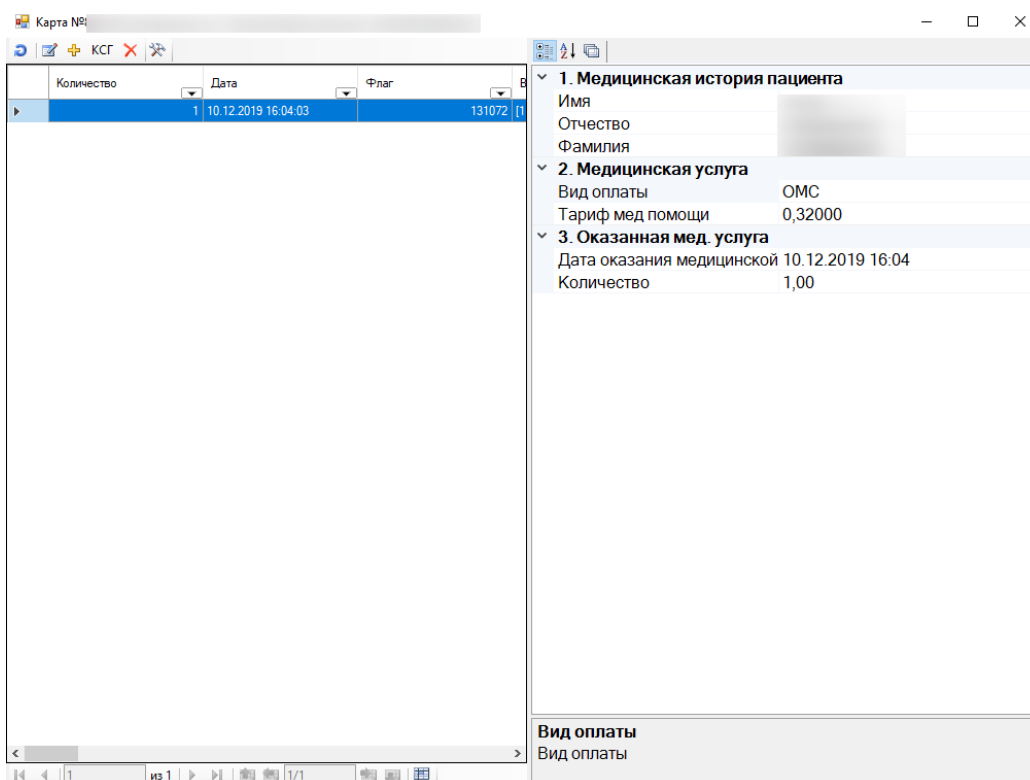 Карта №
КСГ
Количество Дата Флаг В
1 10.12.2019 16:04:03 131072 [1
1. Медицинская история пациента
Имя
Отчество
Фамилия
2. Медицинская услуга
Вид оплаты ОМС
Тариф мед помощи 0,32000
3. Оказанная мед. услуга
Дата оказания медицинской 10.12.2019 16:04
Количество 1,00
Вид оплаты
Вид оплаты
1 из 1 1/1